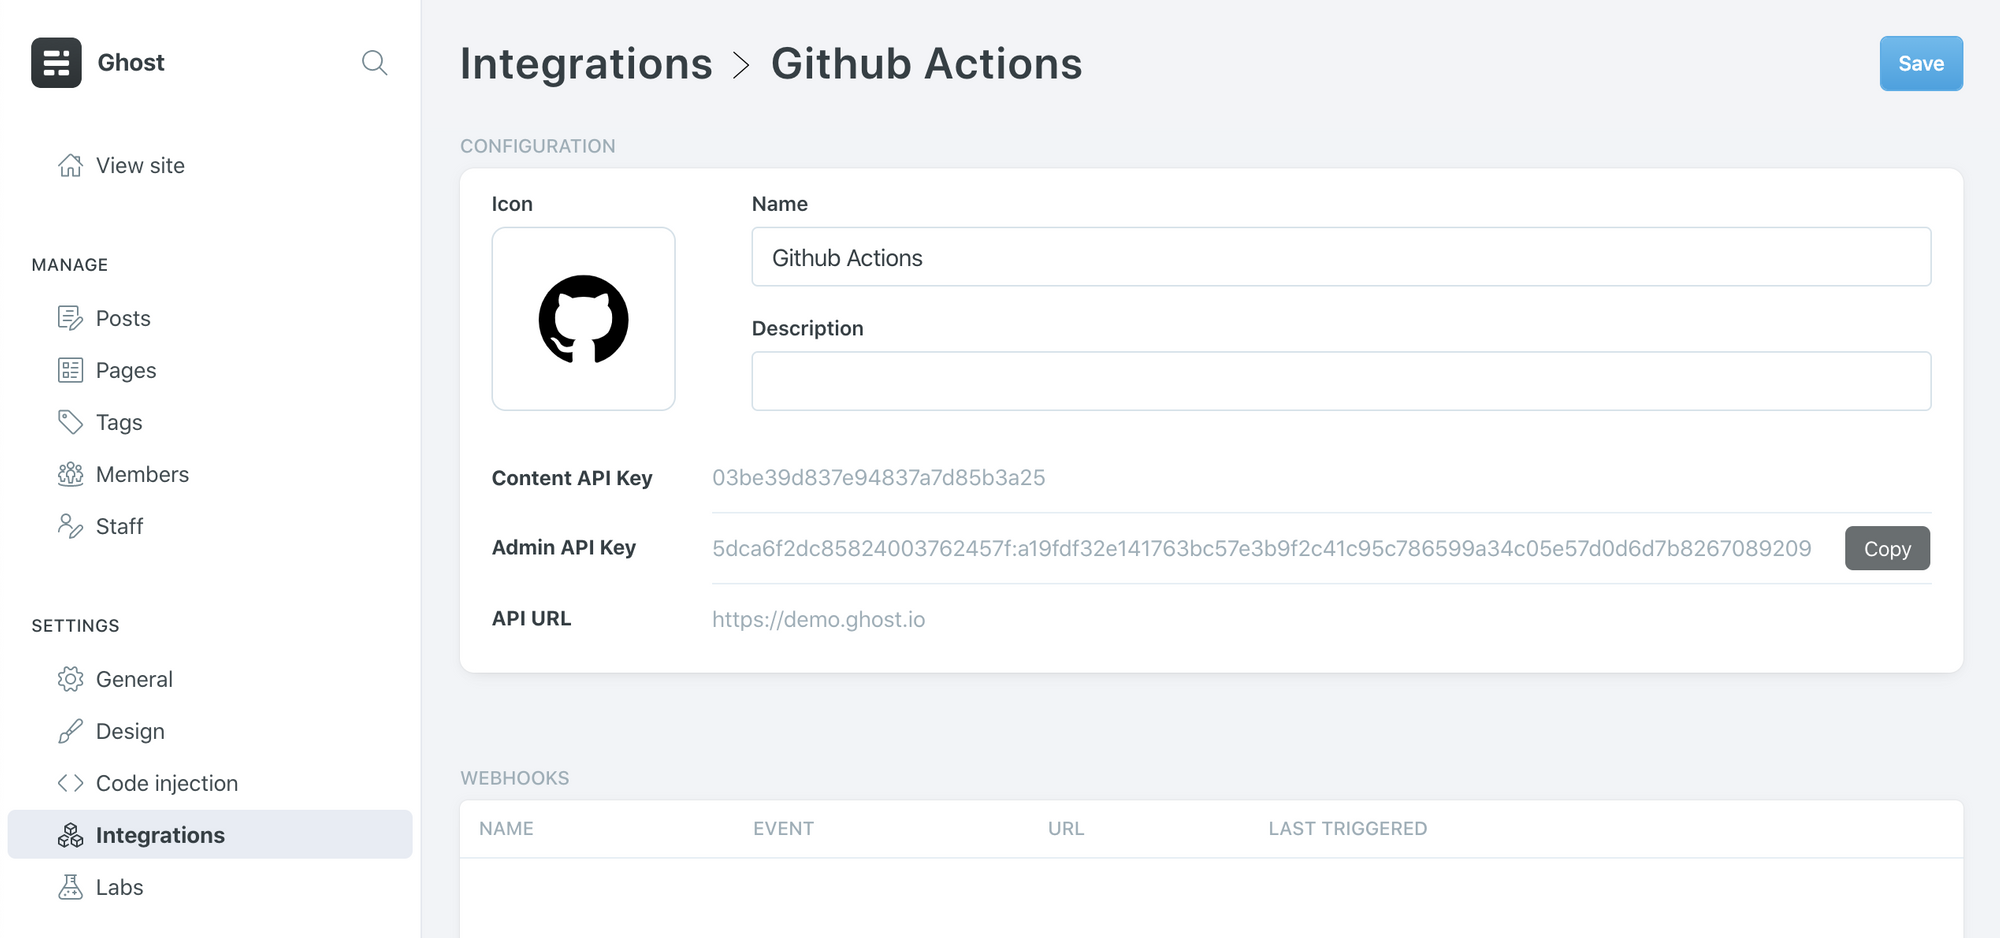 Ghost
View site
MANAGE
Posts
Pages
Tags
Members
Staff
SETTINGS
General
Design
Code injection
Integrations
Labs
Integrations > Github Actions
Save
CONFIGURATION
Icon
Name
Github Actions
Description
Content API Key 03be39d837e94837a7d85b3a25
Admin API Key 5dca6f2dc85824003762457f:a19fdf32e141763bc57e3b9f2c41c95c786599a34c05e57d0d6d7b8267089209 Copy
API URL https://demo.ghost.io
WEBHOOKS
NAME EVENT URL LAST TRIGGERED